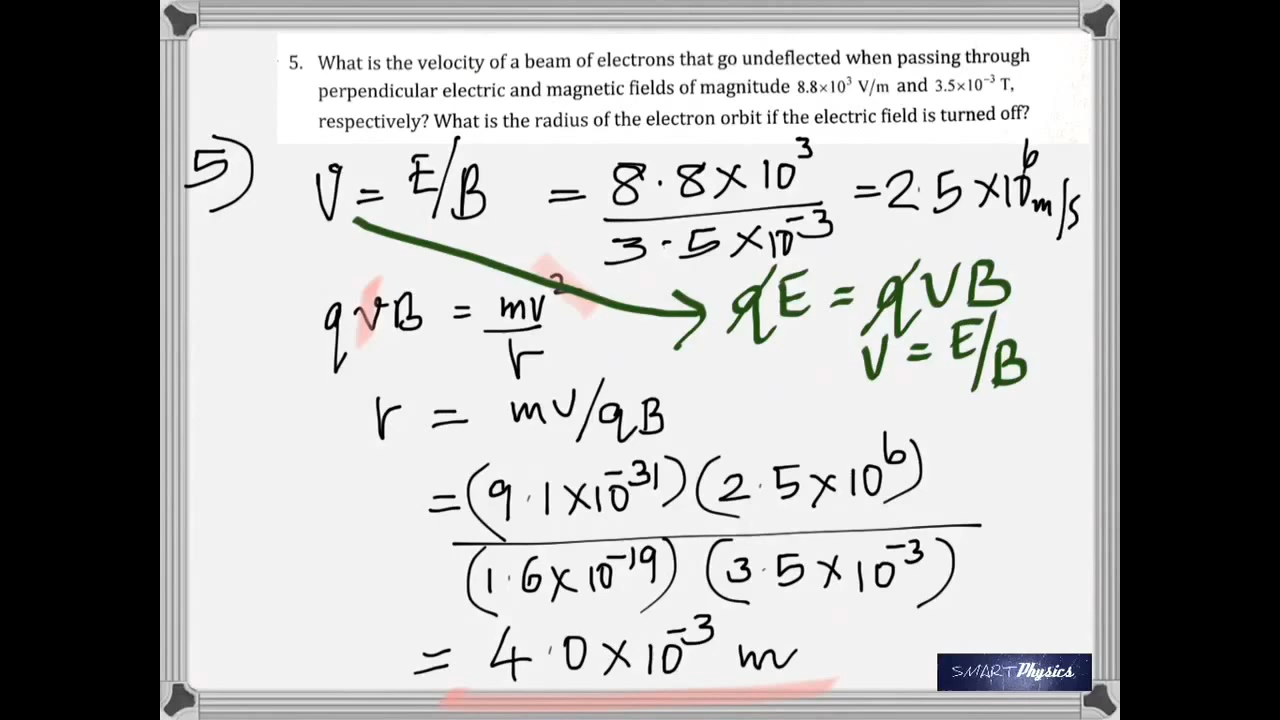 5. What is the velocity of a beam of electrons that go undeflected when passing through
perpendicular electric and magnetic fields of magnitude 8.8×10³ V/m and 3.5×10⁻³ T,
respectively? What is the radius of the electron orbit if the electric field is turned off?
5) V = E/B = 8.8×10³ / 3.5×10⁻³ = 2.5×10⁶ m/s
qvB = mv²/r
qE = qVB
V = E/B
r = mv/qB
= (9.1×10⁻³¹)(2.5×10⁶)
(1.6×10⁻¹⁹)(3.5×10⁻³)
= 4.0×10⁻³ m
SMART Physics